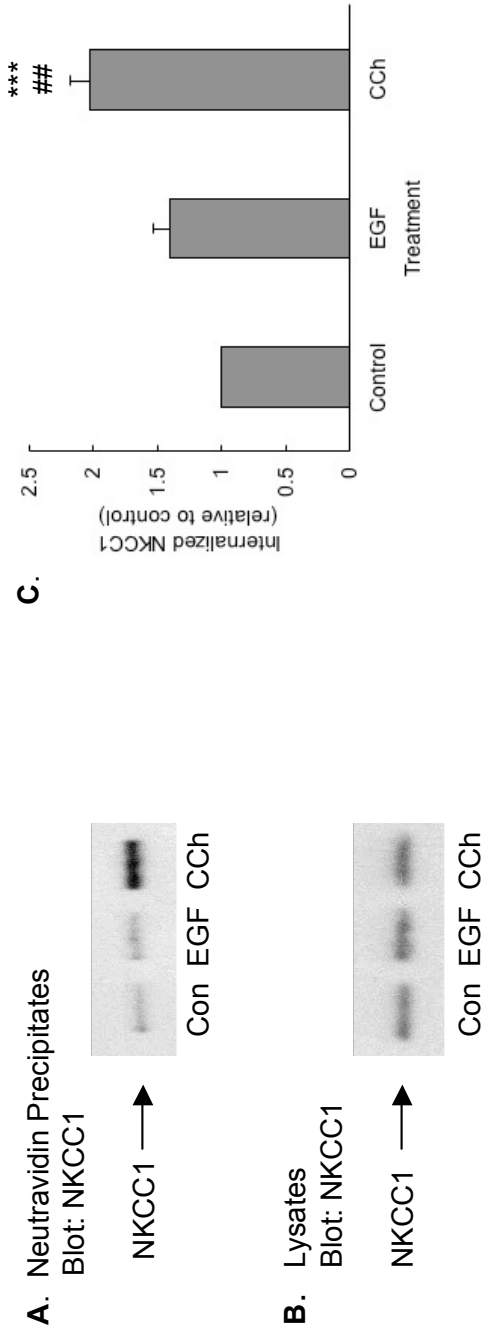 A. Neutravidin Precipitates
Blot: NKCC1
NKCC1
Con EGF CCh
B. Lysates
Blot: NKCC1
NKCC1
Con EGF CCh
C.
***
##
2.5
2
1.5
1
0.5
0
Internalized NKCC1
(relative to control)
Control EGF CCh
Treatment